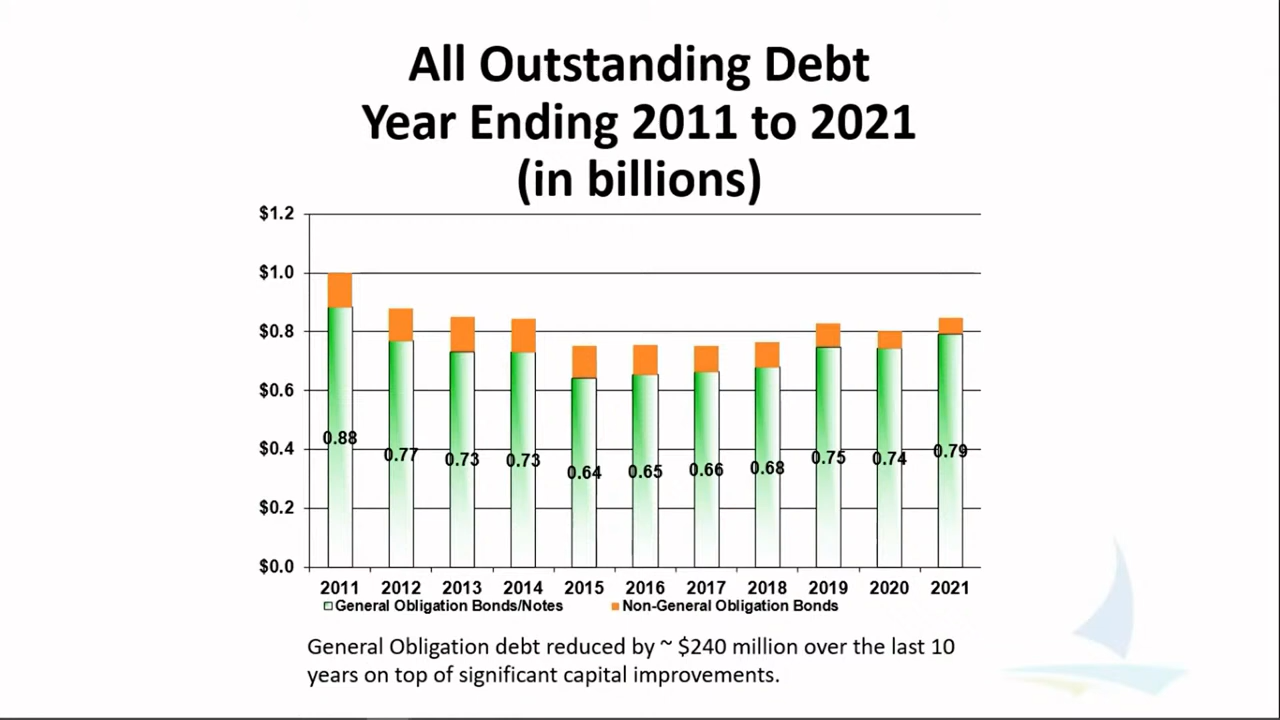 All Outstanding Debt
Year Ending 2011 to 2021
(in billions)
$1.2
$1.0
$0.8
$0.6
$0.4
$0.2
$0.0
0.88
0.77
0.73
0.73
0.64
0.65
0.66
0.68
0.75
0.74
0.79
2011 2012 2013 2014 2015 2016 2017 2018 2019 2020 2021
General Obligation Bonds/Notes Non-General Obligation Bonds
General Obligation debt reduced by ~ $240 million over the last 10
years on top of significant capital improvements.